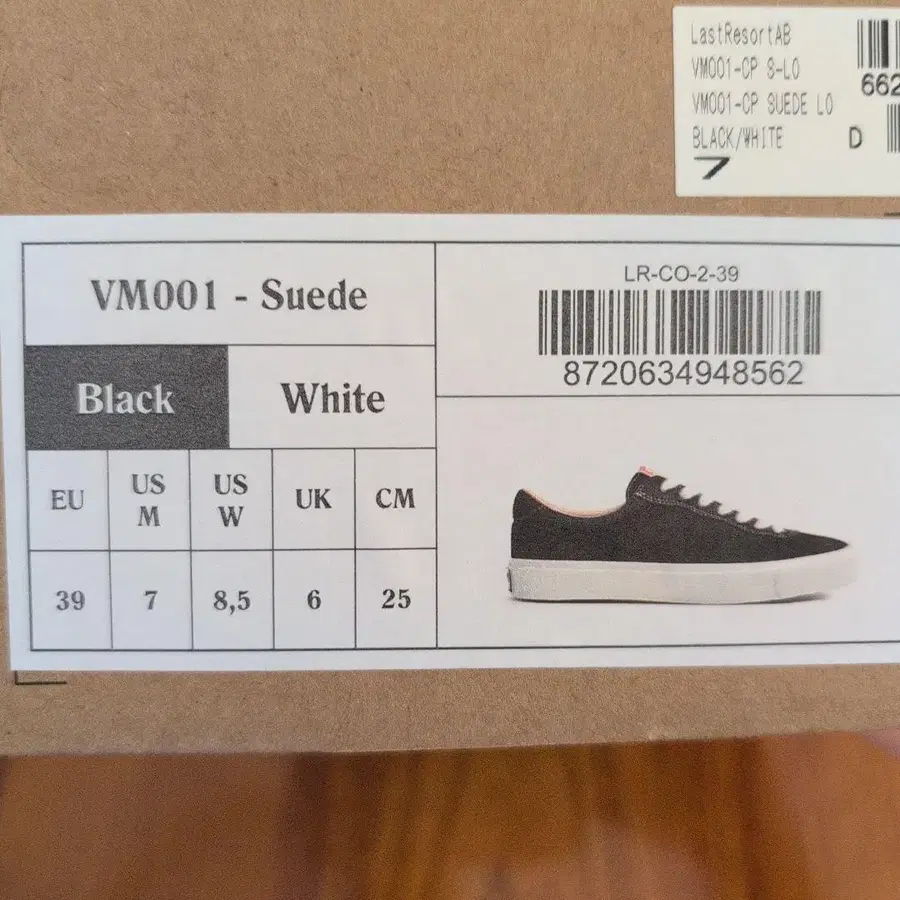 LastResortAB
VM001-CP S-LO
VM001-CP SUEDE LO
BLACK/WHITE D
7
662
VM001 - Suede
Black White
EU US M US W UK CM
39 7 8,5 6 25
LR-CO-2-39
8720634948562